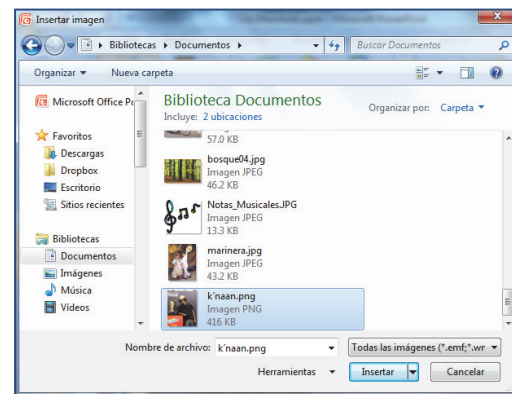 Insertar imagen
Bibliotecas Documentos
Buscar Documentos
Organizar Nueva carpeta
Microsoft Office Po
Favoritos
Descargas
Dropbox
Escritorio
Sitios recientes
Bibliotecas
Documentos
Imágenes
Música
Vídeos
Biblioteca Documentos
Incluye: 2 ubicaciones
Organizar por: Carpeta
57.0 KB
bosque04.jpg
Imagen JPEG
46.2 KB
Notas_Musicales.JPG
Imagen JPEG
13.3 KB
marinera.jpg
Imagen JPEG
43.2 KB
k´naan.png
Imagen PNG
416 KB
Nombre de archivo: k´naan.png
Todas las imágenes (*.emf;*.wr
Herramientas Insertar Cancelar